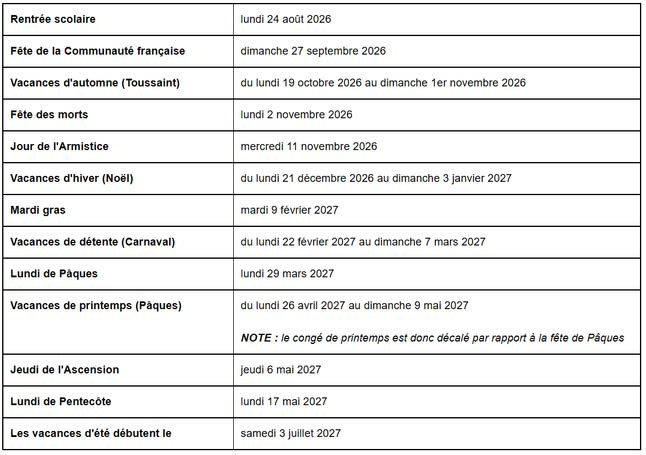 Rentrée scolaire lundi 24 août 2026
Fête de la Communauté française dimanche 27 septembre 2026
Vacances d'automne (Toussaint) du lundi 19 octobre 2026 au dimanche 1er novembre 2026
Fête des morts lundi 2 novembre 2026
Jour de l'Armistice mercredi 11 novembre 2026
Vacances d'hiver (Noël) du lundi 21 décembre 2026 au dimanche 3 janvier 2027
Mardi gras mardi 9 février 2027
Vacances de détente (Carnaval) du lundi 22 février 2027 au dimanche 7 mars 2027
Lundi de Pâques lundi 29 mars 2027
Vacances de printemps (Pâques) du lundi 26 avril 2027 au dimanche 9 mai 2027
NOTE : le congé de printemps est donc décalé par rapport à la fête de Pâques
Jeudi de l'Ascension jeudi 6 mai 2027
Lundi de Pentecôte lundi 17 mai 2027
Les vacances d'été débutent le samedi 3 juillet 2027